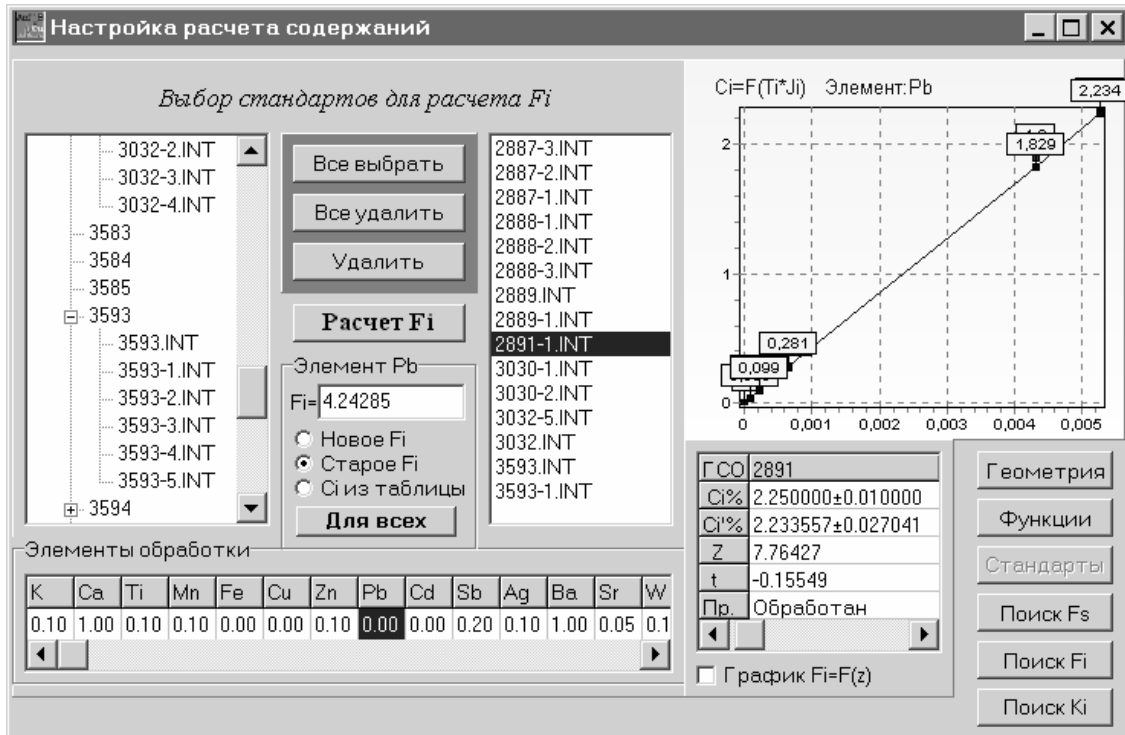 Настройка расчета содержаний
Выбор стандартов для расчета Fi
3032-2.INT
3032-3.INT
3032-4.INT
3583
3584
3585
3593
3593.INT
3593-1.INT
3593-2.INT
3593-3.INT
3593-4.INT
3593-5.INT
3594
Все выбрать
Все удалить
Удалить
Расчет Fi
Элемент Pb
Fi= 4.24285
Новое Fi
Старое Fi
Ci из таблицы
Для всех
2887-3.INT
2887-2.INT
2887-1.INT
2888-1.INT
2888-2.INT
2888-3.INT
2889.INT
2889-1.INT
2891-1.INT
3030-1.INT
3030-2.INT
3032-5.INT
3032.INT
3593.INT
3593-1.INT
Элементы обработки
K Ca Ti Mn Fe Cu Zn Pb Cd Sb Ag Ba Sr W
0.10 1.00 0.10 0.10 0.00 0.00 0.10 0.00 0.00 0.20 0.10 1.00 0.05 0.1
Ci=F(Ti*Ji) Элемент:Pb
2,234
1,829
0,281
0,099
2
1
0
0 0,001 0,002 0,003 0,004 0,005
ГСО 2891
Ci% 2.250000±0.010000
Ci'% 2.233557±0.027041
Z 7.76427
t -0.15549
Пр. Обработан
График Fi=F(z)
Геометрия
Функции
Стандарты
Поиск Fs
Поиск Fi
Поиск Ki